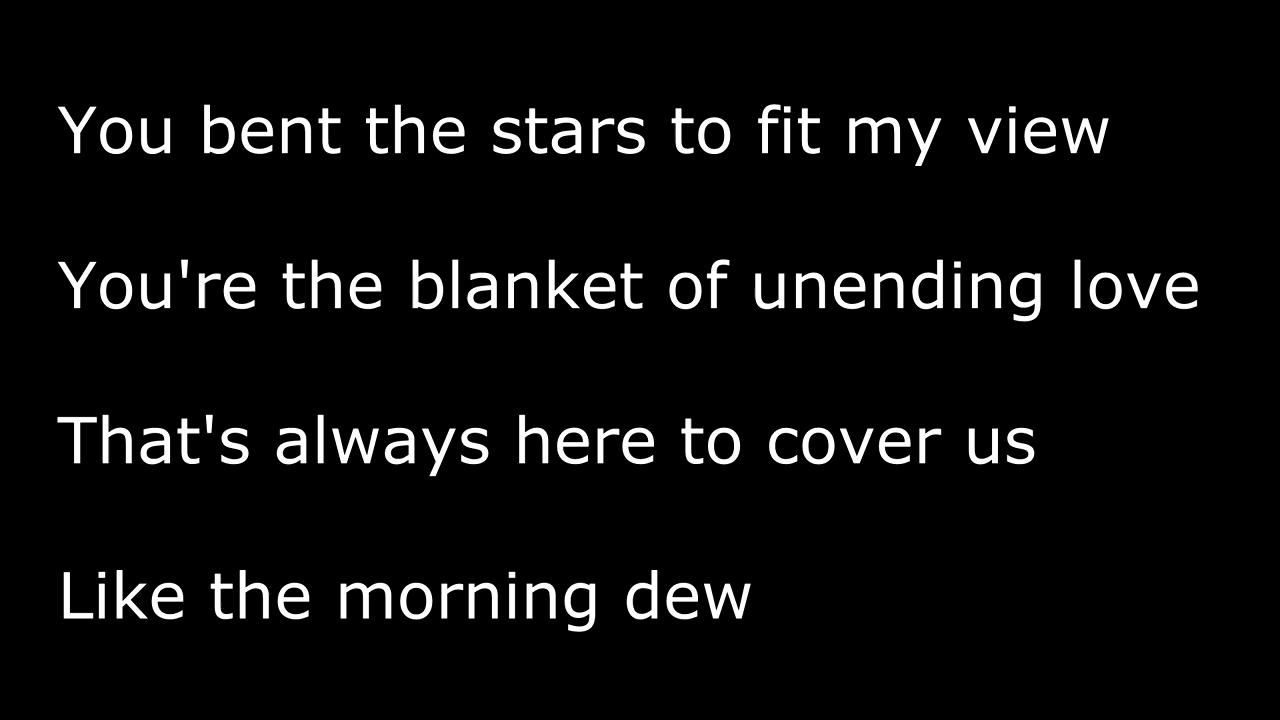 You bent the stars to fit my view
You're the blanket of unending love
That's always here to cover us
Like the morning dew